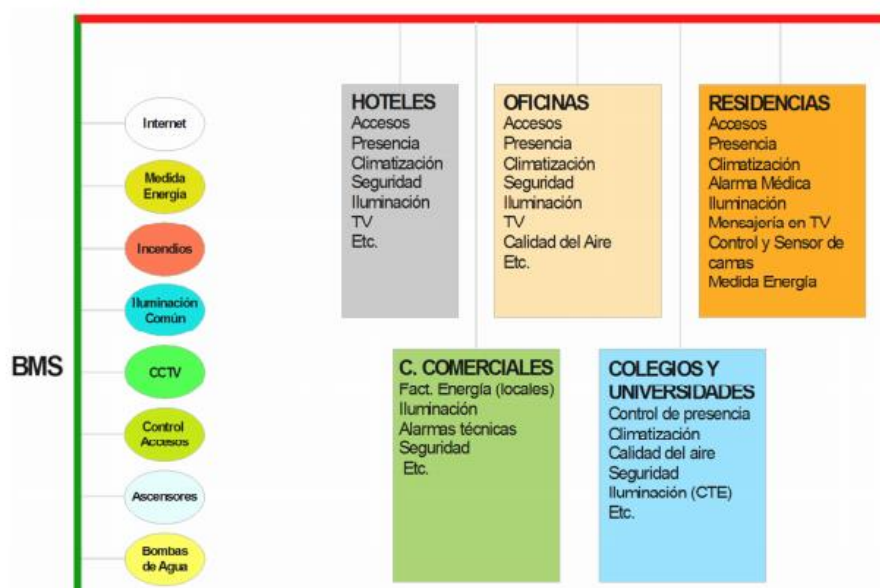 BMS
Internet
Medida
Energia
Incendios
Iluminación
Común
CCTV
Control
Accesos
Ascensores
Bombas
de Agua
HOTELES
Accesos
Presencia
Climatización
Seguridad
Iluminación
TV
Etc.
OFICINAS
Accesos
Presencia
Climatización
Seguridad
Iluminación
TV
Calidad del Aire
Etc.
RESIDENCIAS
Accesos
Presencia
Climatización
Alarma Médica
Iluminación
Mensajería en TV
Control y Sensor de
camas
Medida Energía
C. COMERCIALES
Fact. Energía (locales)
Iluminación
Alarmas técnicas
Seguridad
Etc.
COLEGIOS Y
UNIVERSIDADES
Control de presencia
Climatización
Calidad del aire
Seguridad
Iluminación (CTE)
Etc.